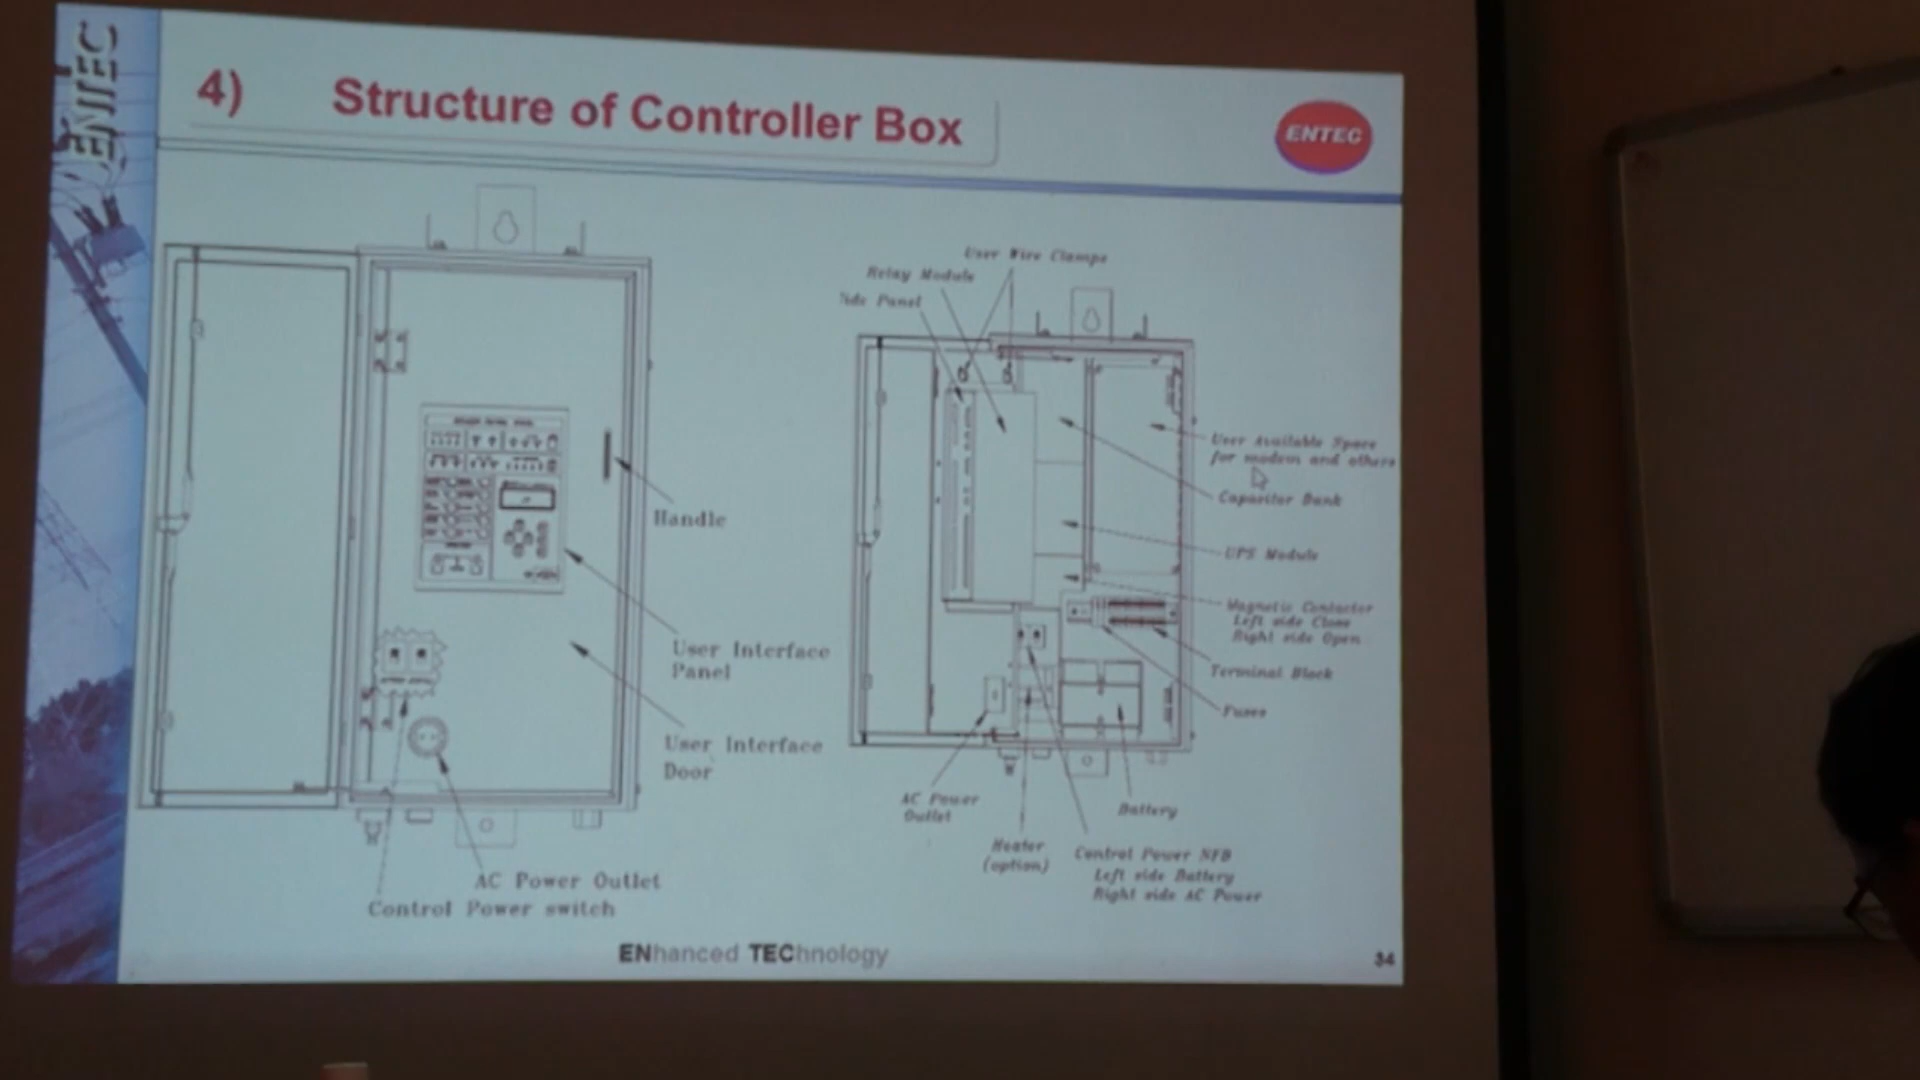 ENTEC
4) Structure of Controller Box
ENTEC
Handle
User Interface
Panel
User Interface
Door
AC Power Outlet
Control Power switch
User Wire Clamps
Relay Module
Side Panel
User Available Space
for modem and others
Capacitor Bank
UPS Module
Magnetic Contactor
Left side Close
Right side Open
Terminal Block
Fuses
AC Power
Outlet
Battery
Heater
(option)
Control Power NFB
Left side Battery
Right side AC Power
ENhanced TEChnology
34